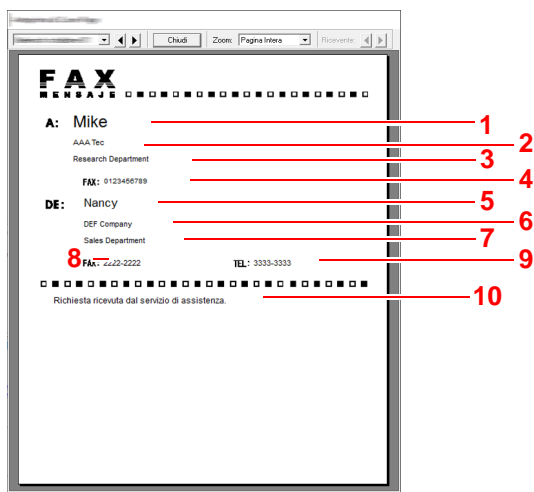 Chiudi Zoom: Pagina Intera Ricevente:
FAX
MENSAJE
A: Mike 1
AAA Tec 2
Research Department 3
FAX: 0123456789 4
DE: Nancy 5
DEF Company 6
Sales Department 7
8 FAX: 2222-2222 TEL: 3333-3333 9
Richiesta ricevuta dal servizio di assistenza. 10